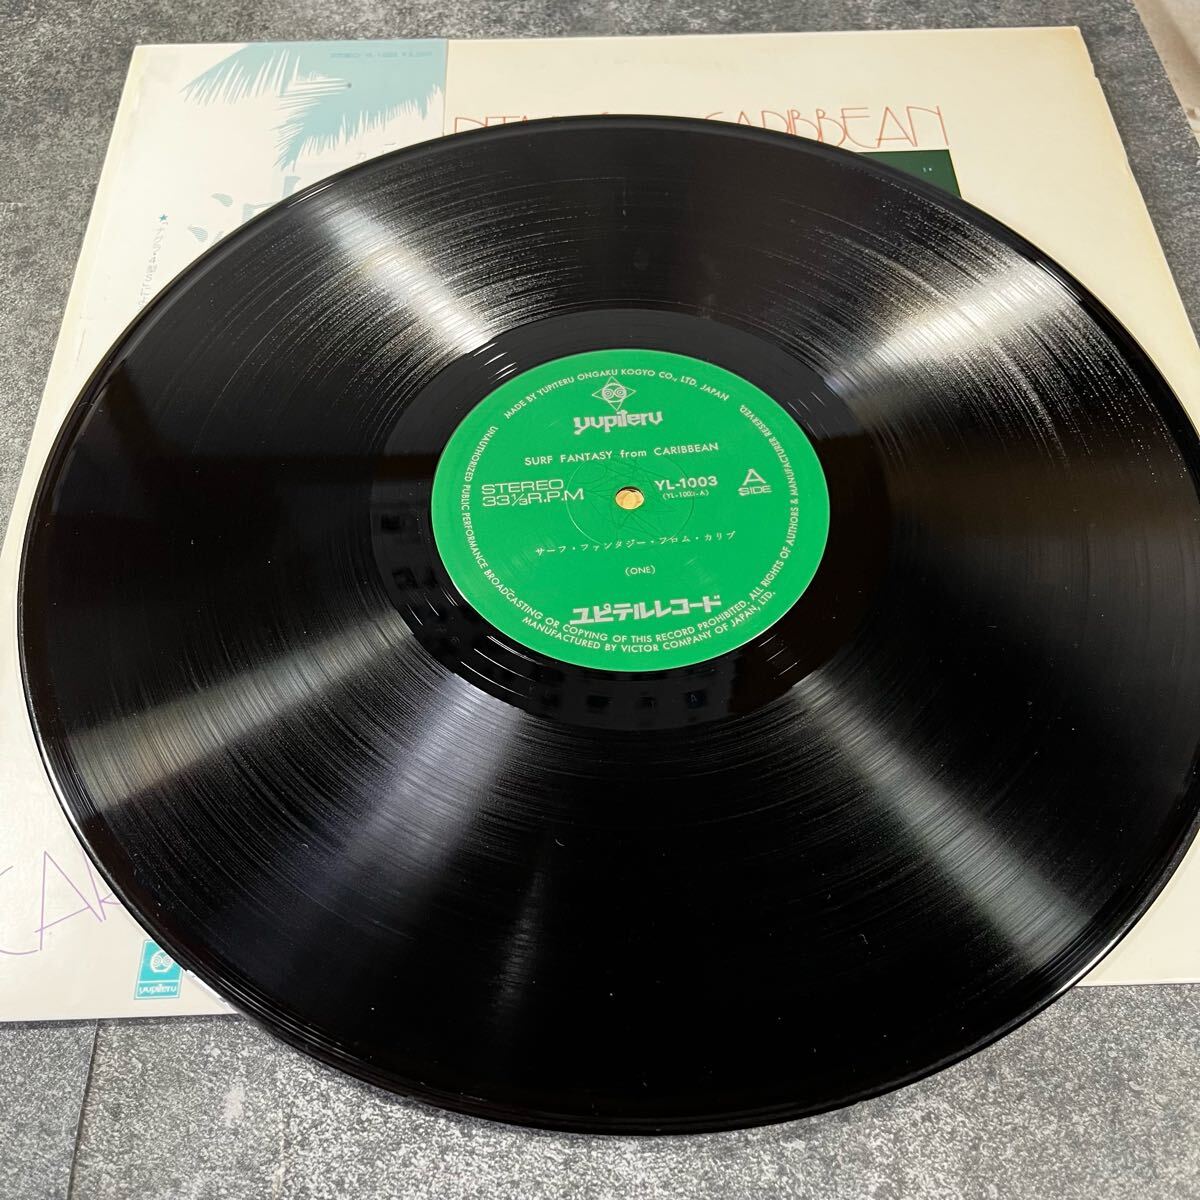 CARIBBEAN
MADE BY YUPITERU ONGAKU KOGYO CO., LTD. JAPAN
yupiteru
SURF FANTASY from CARIBBEAN
STEREO
33⅓R.P.M
YL-1003
(YL-1003-A)
A
SIDE
サーフ・ファンタジー・フロム・カリブ
(ONE)
ユピテルレコード
UNAUTHORIZED PUBLIC PERFORMANCE BROADCASTING OR COPYING OF THIS RECORD PROHIBITED. ALL RIGHTS OF AUTHORS & MANUFACTURER RESERVED.
MANUFACTURED BY VICTOR COMPANY OF JAPAN, LTD.
yupiteru